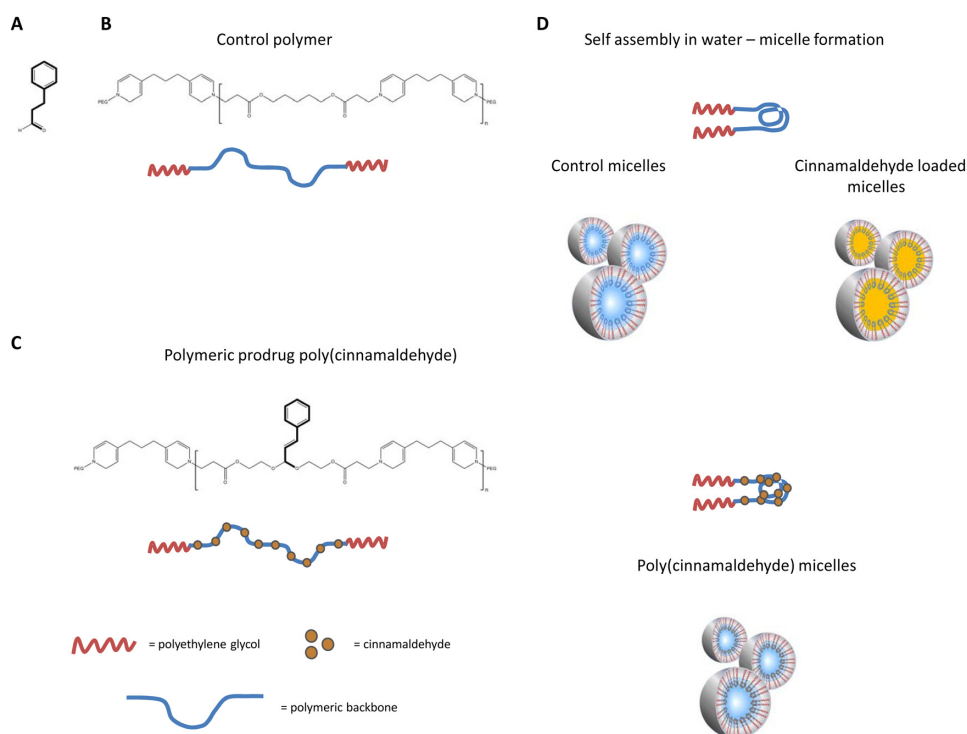 A
B
Control polymer
PEG
N
O
O
O
O
N
PEG
n
H
O
C
Polymeric prodrug poly(cinnamaldehyde)
PEG
N
N
O
O
O
O
O
O
N
N
PEG
n
= polyethylene glycol
= cinnamaldehyde
= polymeric backbone
D
Self assembly in water – micelle formation
Control micelles
Cinnamaldehyde loaded
micelles
Poly(cinnamaldehyde) micelles